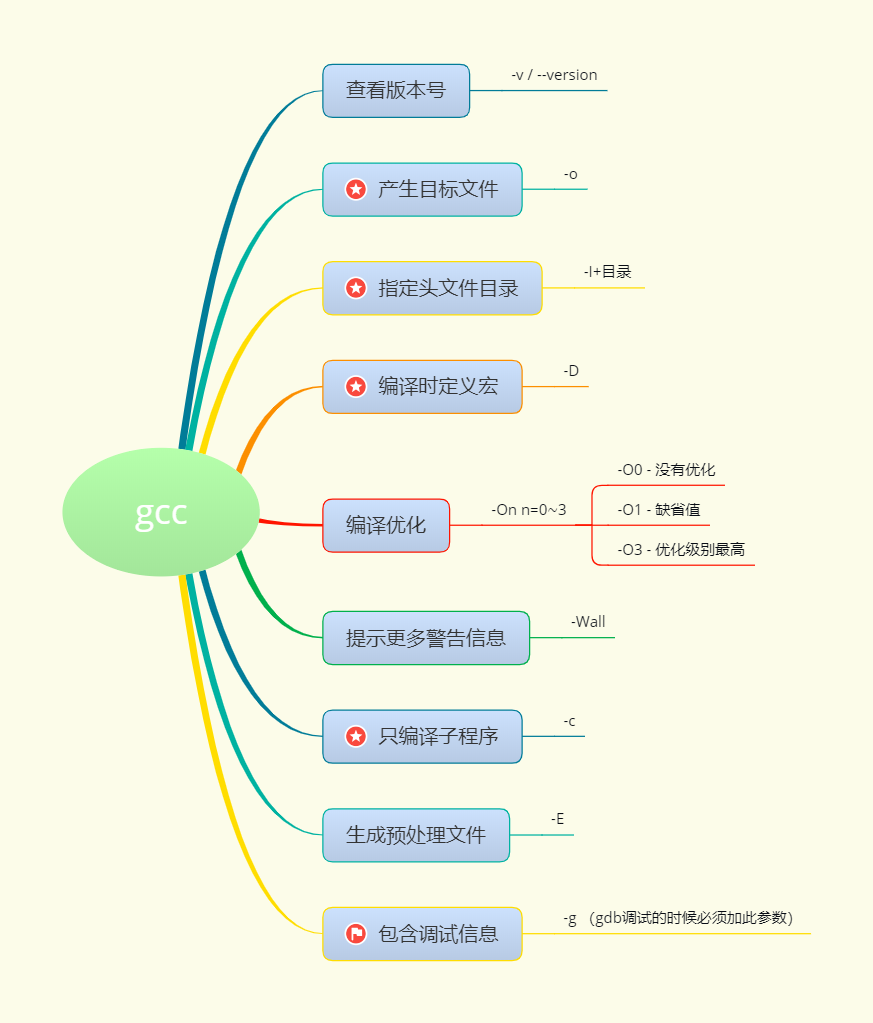 gcc
查看版本号
-v / --version
产生目标文件
-o
指定头文件目录
-I+目录
编译时定义宏
-D
编译优化
-On n=0~3
-O0 - 没有优化
-O1 - 缺省值
-O3 - 优化级别最高
提示更多警告信息
-Wall
只编译子程序
-c
生成预处理文件
-E
包含调试信息
-g （gdb调试的时候必须加此参数）